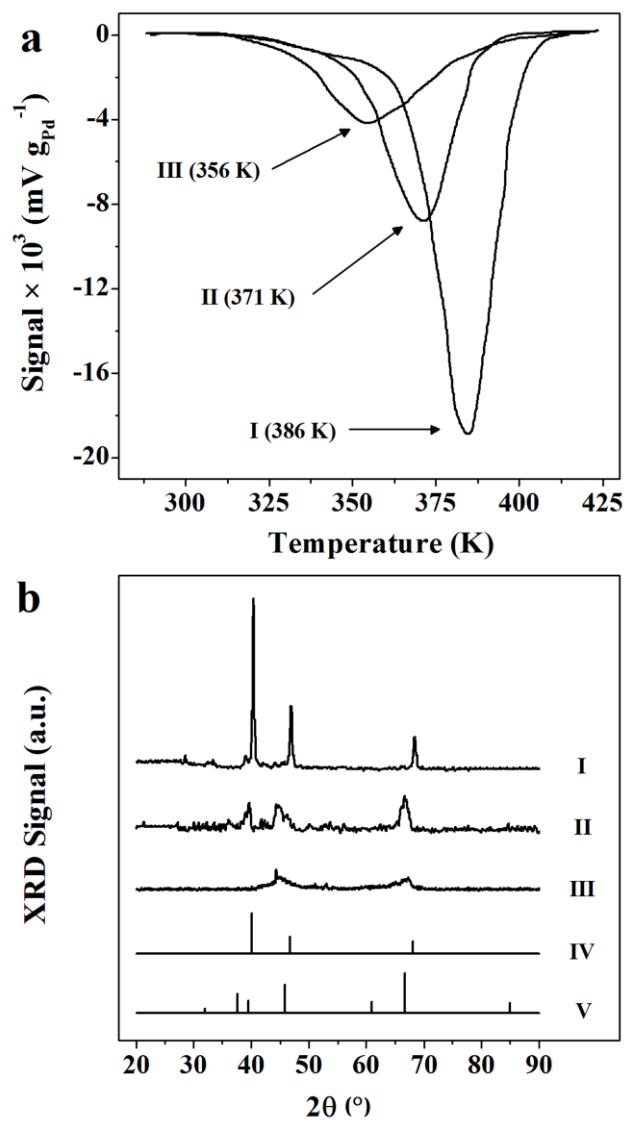 a
Signal × 10³ (mV g_Pd⁻¹)
0
-4
-8
-12
-16
-20
III (356 K)
II (371 K)
I (386 K)
300 325 350 375 400 425
Temperature (K)
b
XRD Signal (a.u.)
I
II
III
IV
V
20 30 40 50 60 70 80 90
2θ (°)